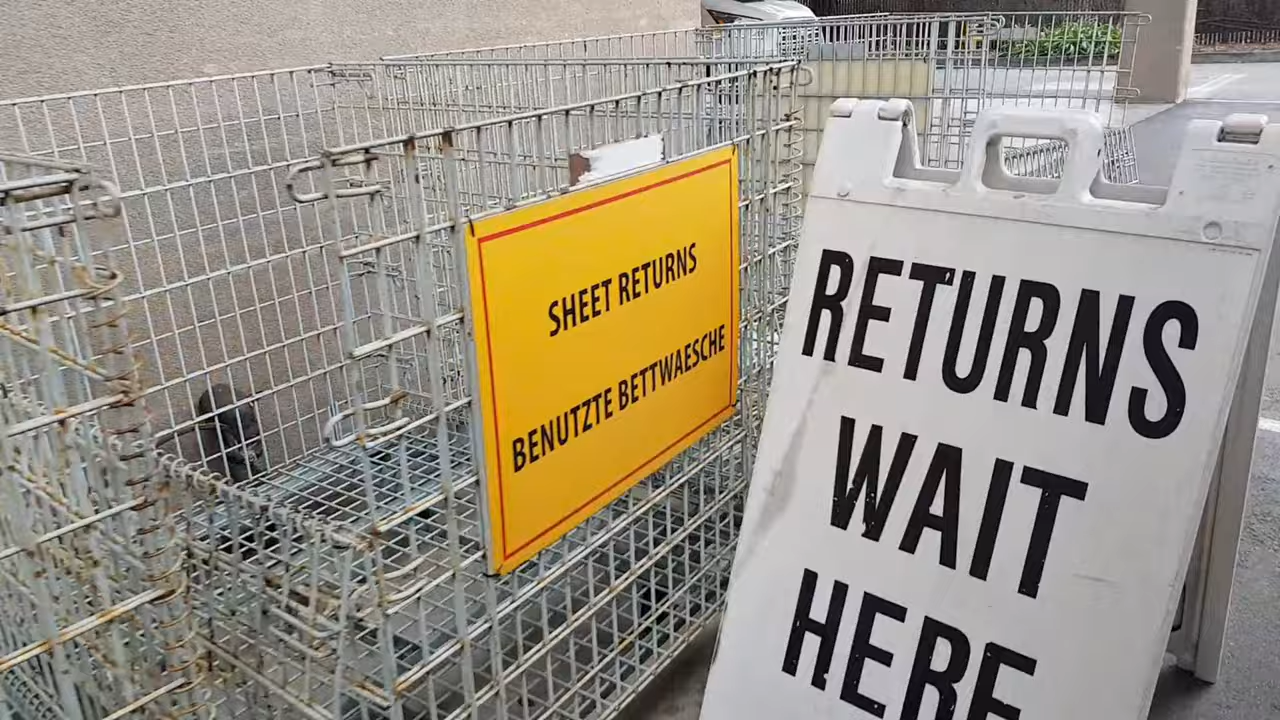 SHEET RETURNS
BENUTZTE BETTWAESCHE
RETURNS
WAIT
HERE